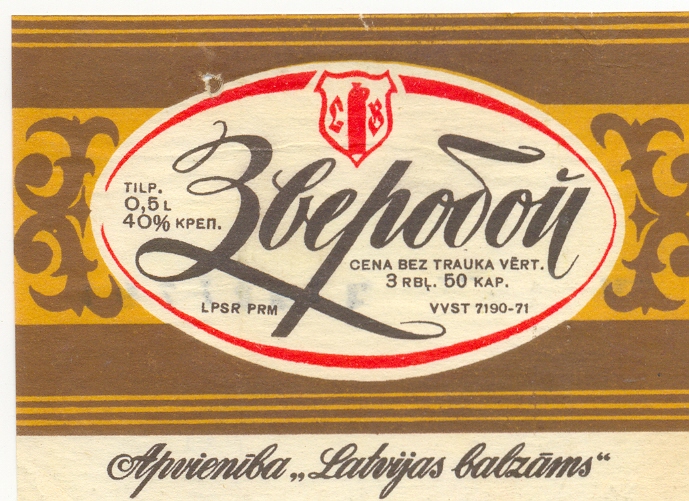 L B
Зверобой
TILP.
0,5 L
40% КРЕП.
CENA BEZ TRAUKA VĒRT.
3 RBĻ. 50 KAP.
LPSR PRM
VVST 7190-71
Apvienība „Latvijas balzāms“